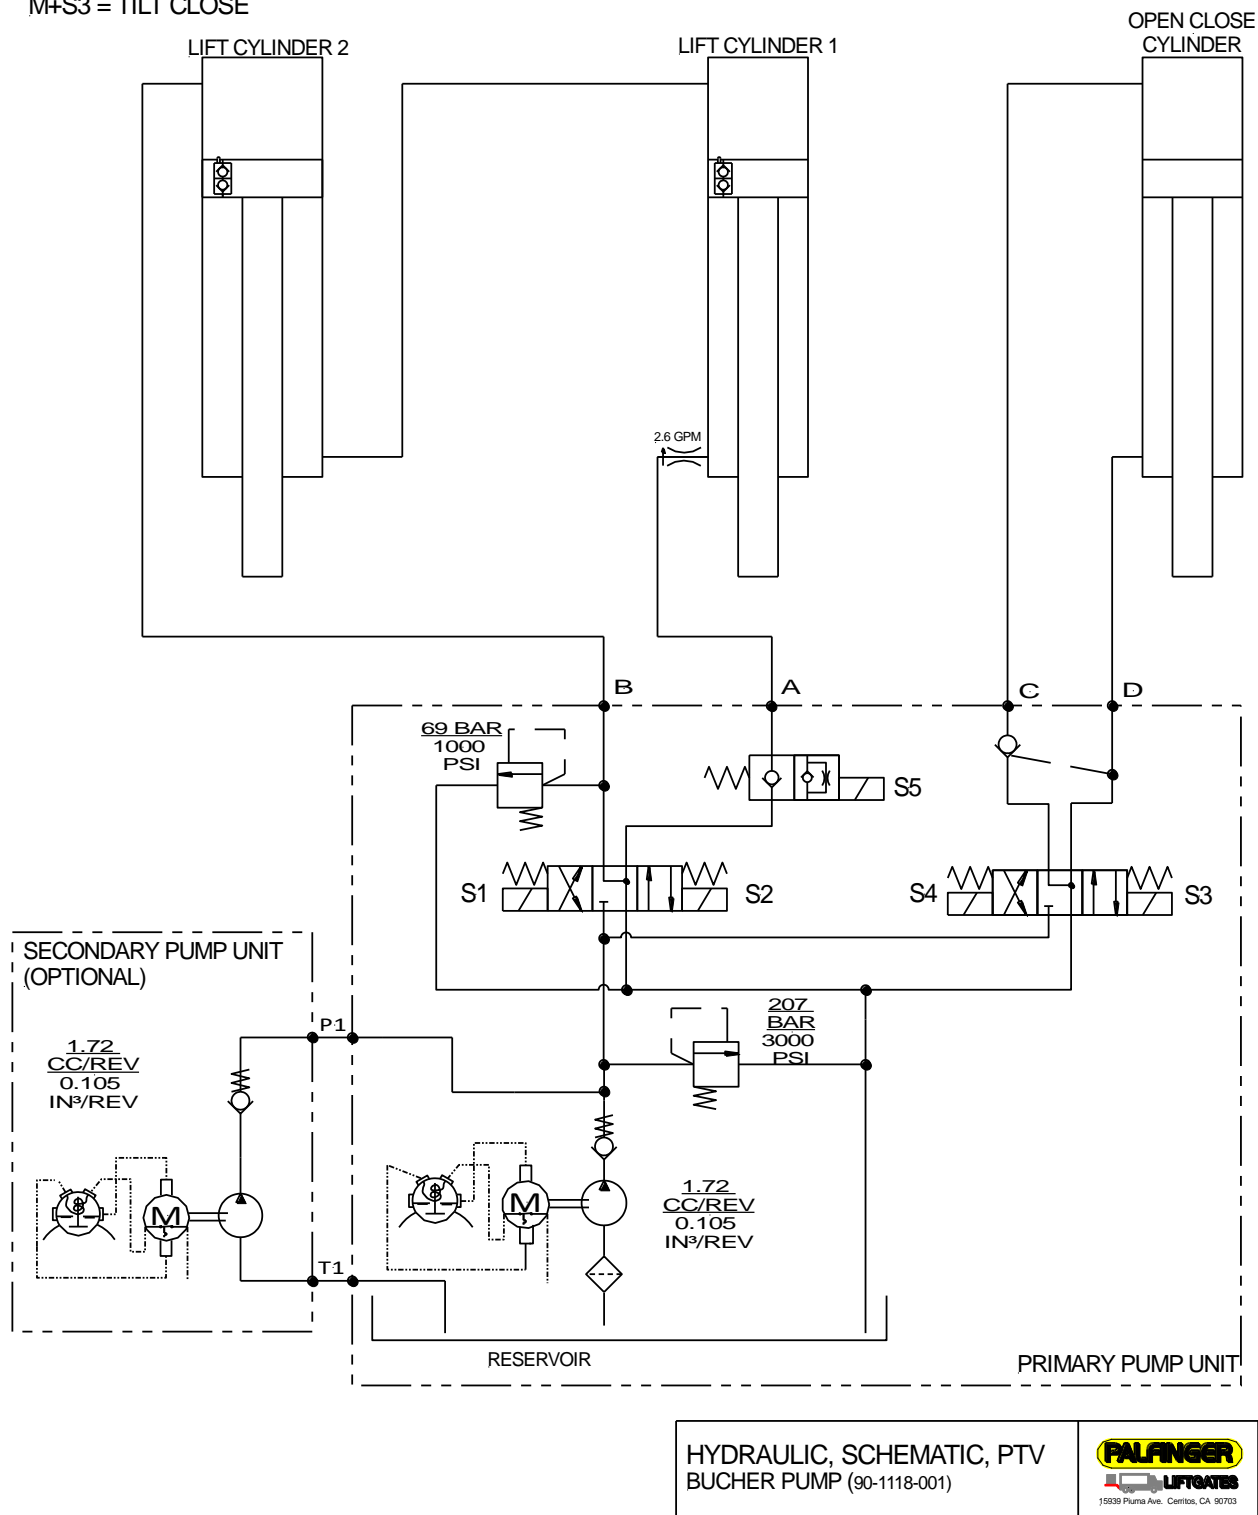 M+S3 = TILT CLOSE
OPEN CLOSE
CYLINDER
LIFT CYLINDER 2
LIFT CYLINDER 1
2.6 GPM
B
A
C
D
69 BAR
1000
PSI
S5
S1
S2
S4
S3
SECONDARY PUMP UNIT
(OPTIONAL)
207
BAR
3000
PSI
P1
1.72
CC/REV
0.105
IN³/REV
M
M
1.72
CC/REV
0.105
IN³/REV
T1
RESERVOIR
PRIMARY PUMP UNIT
HYDRAULIC, SCHEMATIC, PTV
BUCHER PUMP (90-1118-001)
PALFINGER
LIFTGATES
15939 Piuma Ave. Cerritos, CA 90703